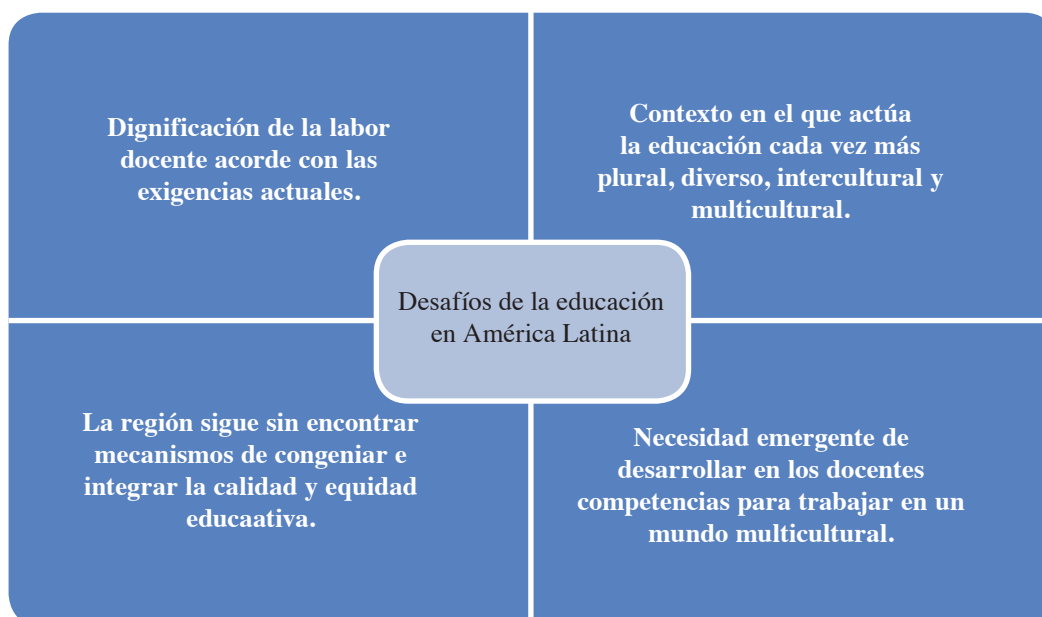 Dignificación de la labor
docente acorde con las
exigencias actuales.
Contexto en el que actúa
la educación cada vez más
plural, diverso, intercultural y
multicultural.
Desafíos de la educación
en América Latina
La región sigue sin encontrar
mecanismos de congeniar e
integrar la calidad y equidad
educaativa.
Necesidad emergente de
desarrollar en los docentes
competencias para trabajar en un
mundo multicultural.